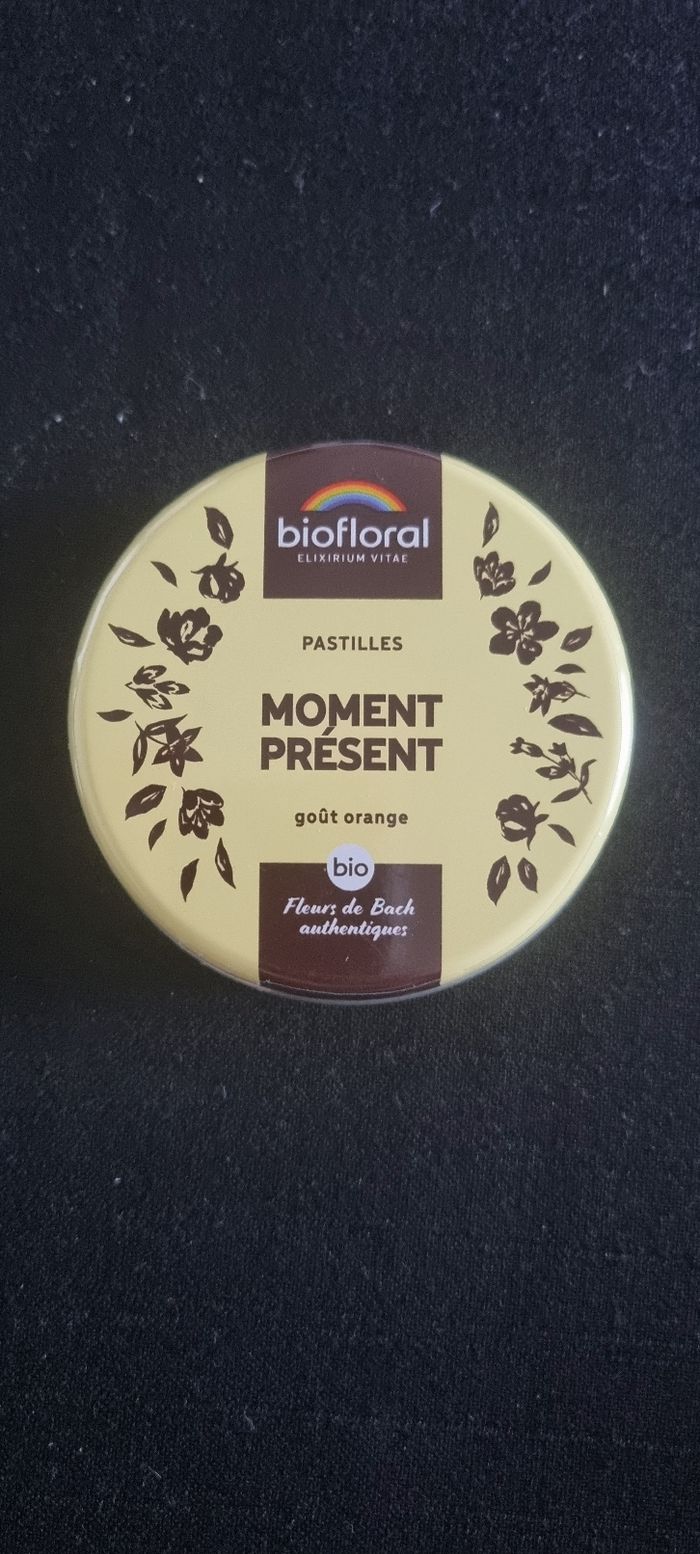 biofloral
ELIXIRIUM VITAE
PASTILLES
MOMENT
PRÉSENT
goût orange
bio
Fleurs de Bach
authentiques